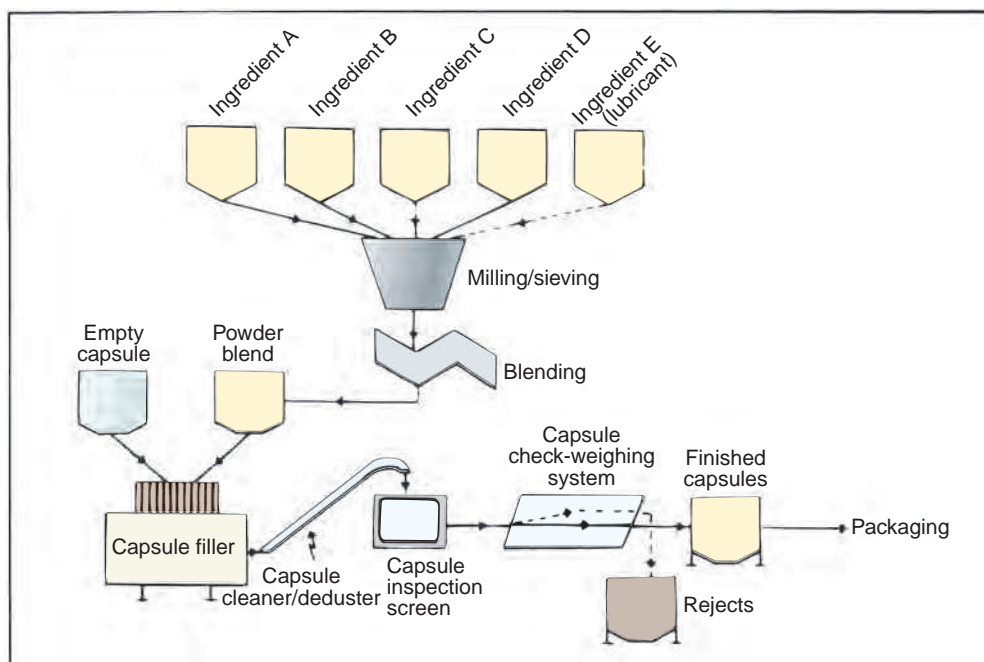 Ingredient A
Ingredient B
Ingredient C
Ingredient D
Ingredient E
(lubricant)
Milling/sieving
Empty
capsule
Powder
blend
Blending
Capsule
check-weighing
system
Finished
capsules
Capsule filler
Packaging
Capsule
cleaner/deduster
Capsule
inspection
screen
Rejects